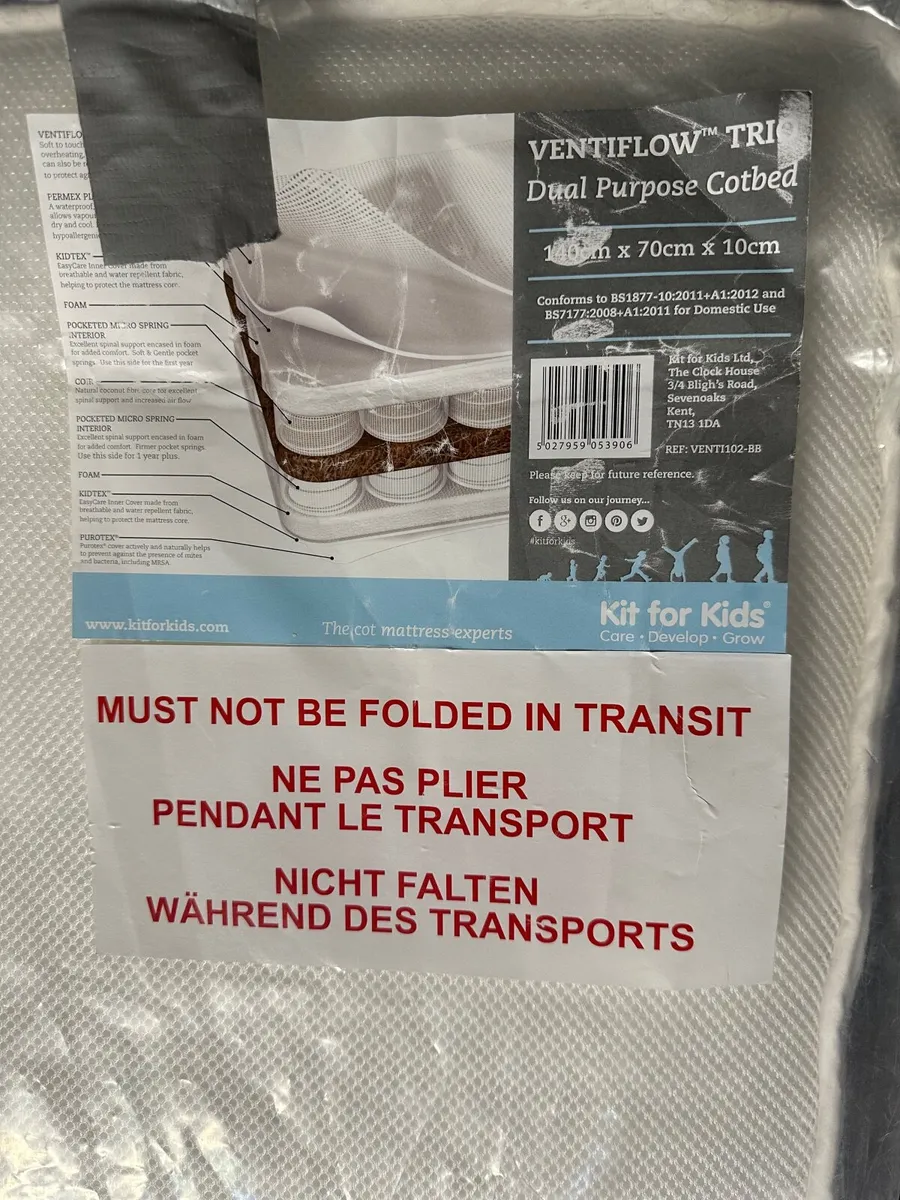 VENTIFLO
Soft to touch
overheating,
can also be
to protect ag
PERMEX PL
A waterproof
allows vapou
dry and cool.
hypoallergeni
KIDTEX™
EasyCare Inner Cover made from
breathable and water repellent fabric,
helping to protect the mattress core.
FOAM
POCKETED MICRO SPRING
INTERIOR
Excellent spinal support encased in foam
for added comfort. Soft & Gentle pocket
springs. Use this side for the first year
COIR
Natural coconut fibre core for excellent
spinal support and increased air flow
POCKETED MICRO SPRING
INTERIOR
Excellent spinal support encased in foam
for added comfort. Firmer pocket springs.
Use this side for 1 year plus.
FOAM
KIDTEX™
EasyCare Inner Cover made from
breathable and water repellent fabric,
helping to protect the mattress core.
PUROTEX®
Purotex® cover actively and naturally helps
to prevent against the presence of mites
and bacteria, including MRSA.
VENTIFLOW™ TRIO
Dual Purpose Cotbed
140cm x 70cm x 10cm
Conforms to BS1877-10:2011+A1:2012 and
BS7177:2008+A1:2011 for Domestic Use
5 027959 053906
Kit for Kids Ltd,
The Clock House
3/4 Bligh's Road,
Sevenoaks
Kent,
TN13 1DA
REF: VENTI102-BB
Please keep for future reference.
Follow us on our journey...
#kitforkids
www.kitforkids.com
The cot mattress experts
Kit for Kids®
Care • Develop • Grow
MUST NOT BE FOLDED IN TRANSIT
NE PAS PLIER
PENDANT LE TRANSPORT
NICHT FALTEN
WÄHREND DES TRANSPORTS